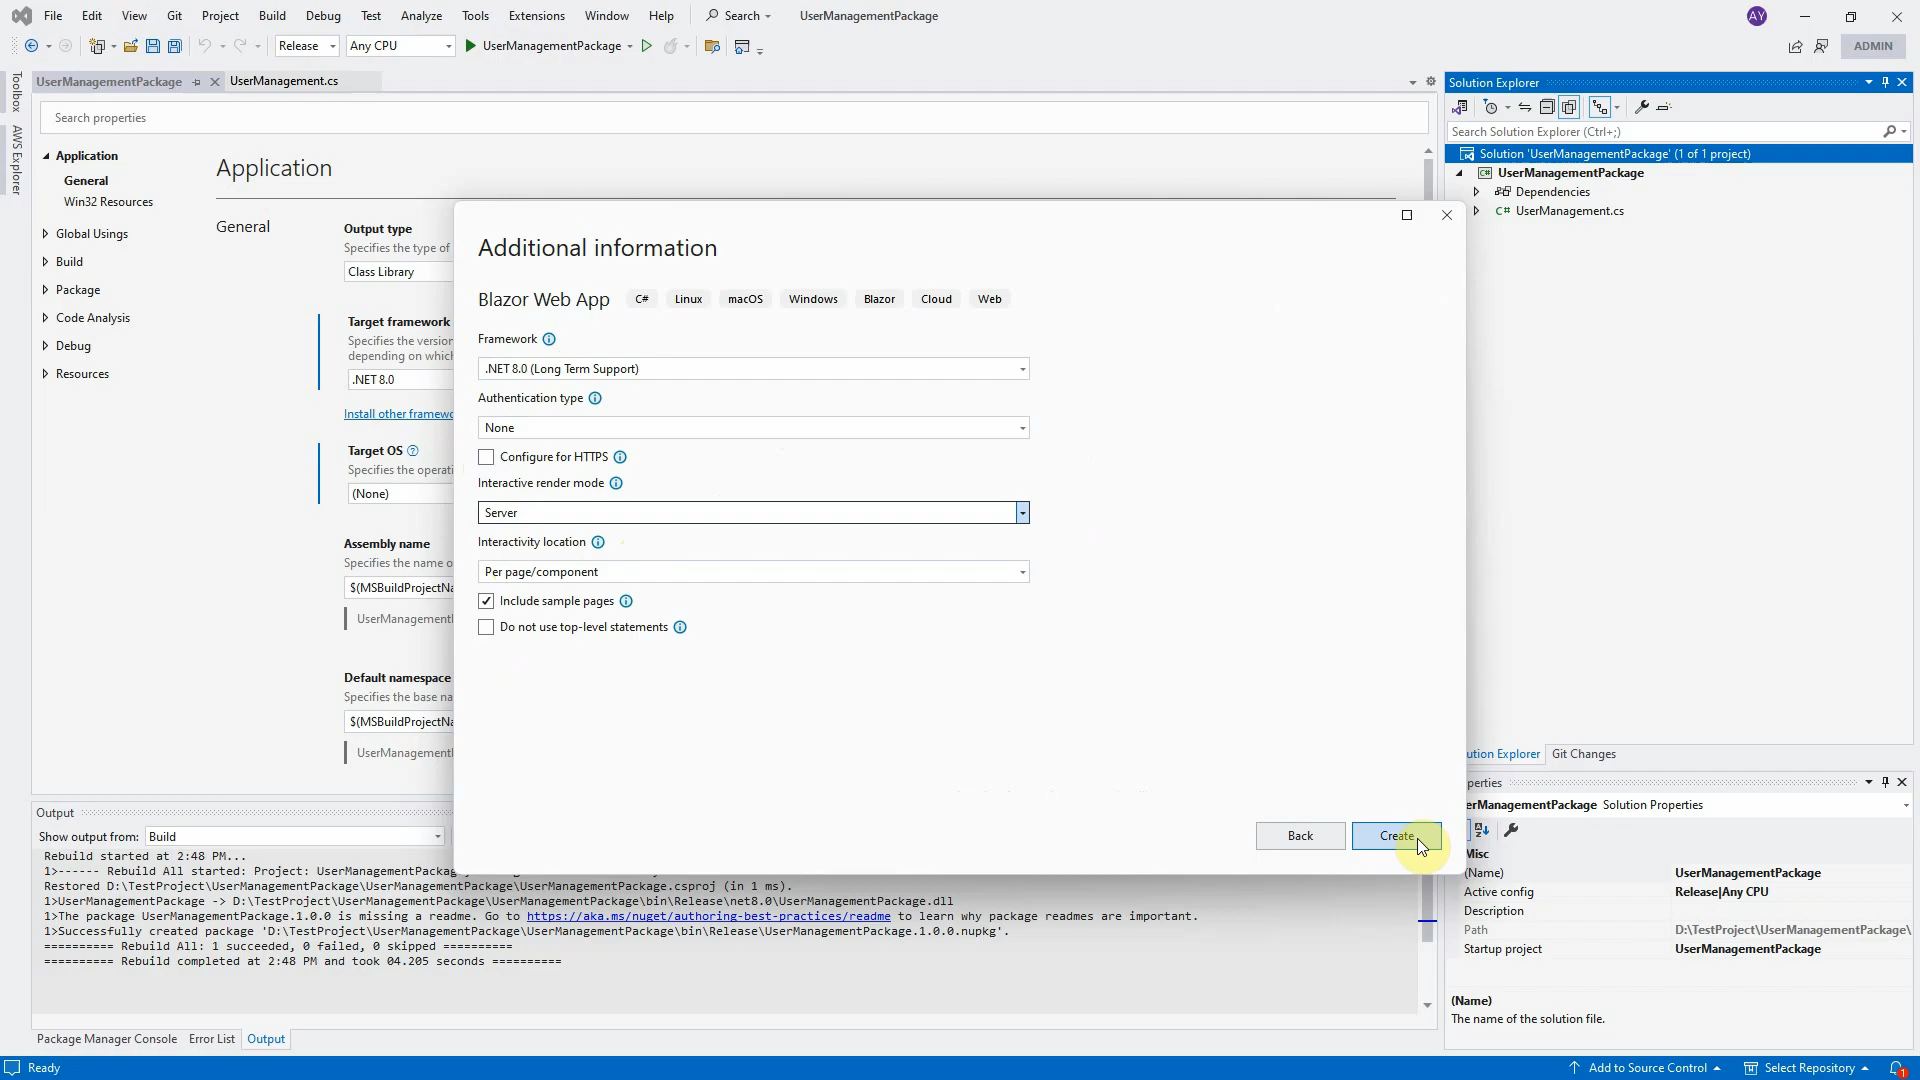 File Edit View Git Project Build Debug Test Analyze Tools Extensions Window Help Search UserManagementPackage AY
Release Any CPU UserManagementPackage ADMIN
Toolbox
AWS Explorer
UserManagementPackage UserManagement.cs
Search properties
Application
General
Win32 Resources
Global Usings
Build
Package
Code Analysis
Debug
Resources
Application
General
Output type
Specifies the type of
Class Library
Target framework
Specifies the version
depending on which
.NET 8.0
Install other framewo
Target OS
Specifies the operati
(None)
Assembly name
Specifies the name o
$(MSBuildProjectNa
UserManagement
Default namespace
Specifies the base na
$(MSBuildProjectNa
UserManagement
Additional information
Blazor Web App C# Linux macOS Windows Blazor Cloud Web
Framework
.NET 8.0 (Long Term Support)
Authentication type
None
Configure for HTTPS
Interactive render mode
Server
Interactivity location
Per page/component
Include sample pages
Do not use top-level statements
Back Create
Solution Explorer
Search Solution Explorer (Ctrl+;)
Solution 'UserManagementPackage' (1 of 1 project)
UserManagementPackage
Dependencies
C# UserManagement.cs
ution Explorer Git Changes
perties
erManagementPackage Solution Properties
Misc
(Name) UserManagementPackage
Active config Release|Any CPU
Description
Path D:\TestProject\UserManagementPackage\
Startup project UserManagementPackage
(Name)
The name of the solution file.
Output
Show output from: Build
Rebuild started at 2:48 PM...
1>------ Rebuild All started: Project: UserManagementPackage
Restored D:\TestProject\UserManagementPackage\UserManagementPackage\UserManagementPackage.csproj (in 1 ms).
1>UserManagementPackage -> D:\TestProject\UserManagementPackage\UserManagementPackage\bin\Release\net8.0\UserManagementPackage.dll
1>The package UserManagementPackage.1.0.0 is missing a readme. Go to https://aka.ms/nuget/authoring-best-practices/readme to learn why package readmes are important.
1>Successfully created package 'D:\TestProject\UserManagementPackage\UserManagementPackage\bin\Release\UserManagementPackage.1.0.0.nupkg'.
========== Rebuild All: 1 succeeded, 0 failed, 0 skipped ==========
========== Rebuild completed at 2:48 PM and took 04.205 seconds ==========
Package Manager Console Error List Output
Ready Add to Source Control Select Repository 1